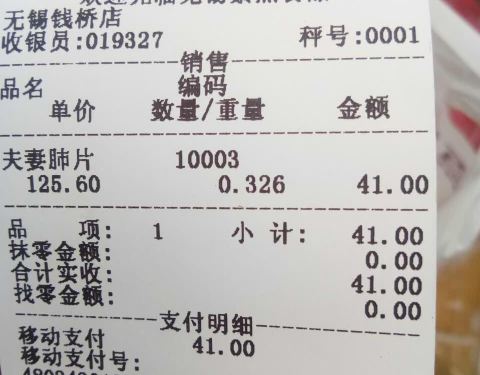 无锡钱桥店
收银员:019327 秤号:0001
销售
品名 编码
单价 数量/重量 金额
夫妻肺片 10003
125.60 0.326 41.00
品 项: 1 小 计: 41.00
抹零金额: 0.00
合计实收: 41.00
找零金额: 0.00
支付明细
移动支付 41.00
移动支付号: